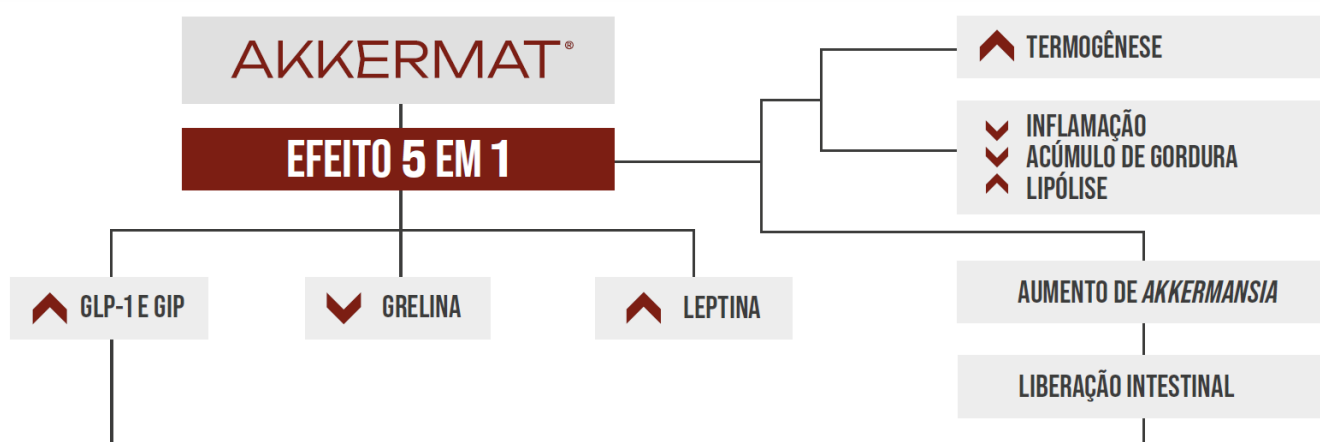 AKKERMAT®
EFEITO 5 EM 1
GLP-1 E GIP
GRELINA
LEPTINA
TERMOGÊNESE
INFLAMAÇÃO
ACÚMULO DE GORDURA
LIPÓLISE
AUMENTO DE AKKERMANSIA
LIBERAÇÃO INTESTINAL